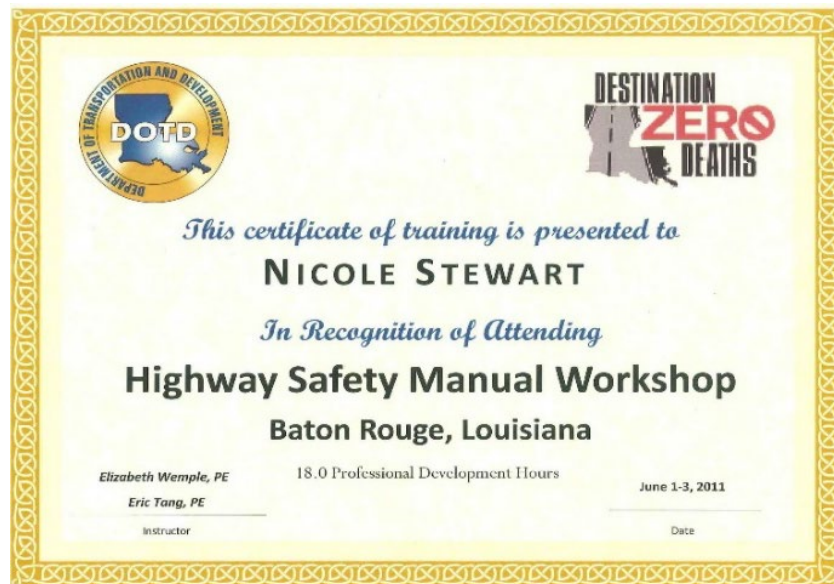 DEPARTMENT OF TRANSPORTATION AND DEVELOPMENT
DOTD
DESTINATION
ZERO
DEATHS
This certificate of training is presented to
NICOLE STEWART
In Recognition of Attending
Highway Safety Manual Workshop
Baton Rouge, Louisiana
18.0 Professional Development Hours
Elizabeth Wemple, PE
Eric Tang, PE
Instructor
June 1-3, 2011
Date